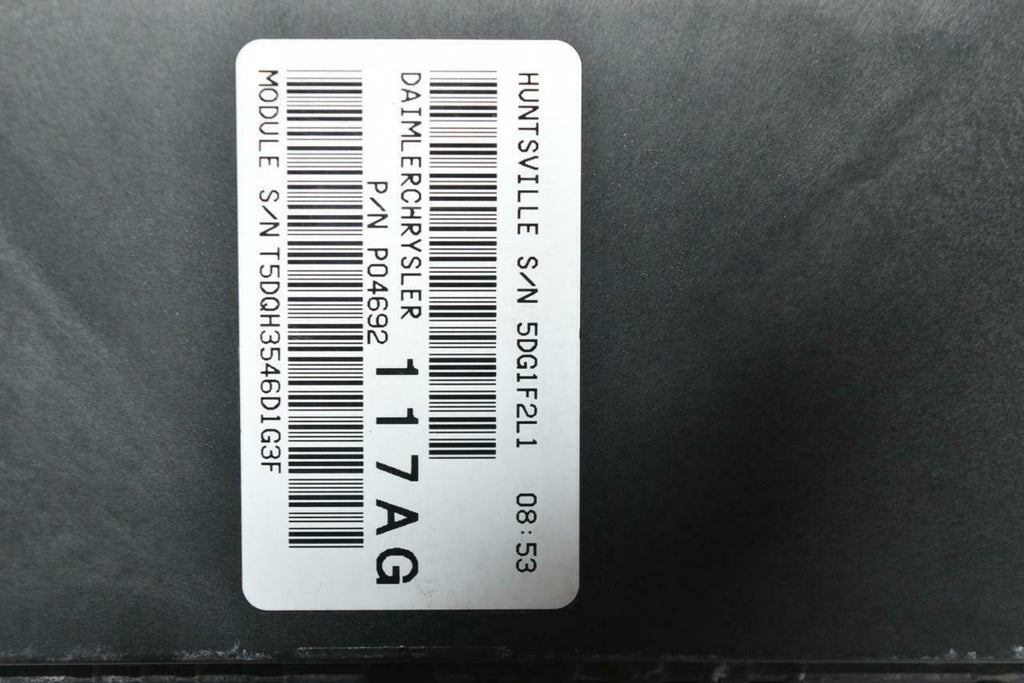 HUNTSVILLE S/N 5DG1F2L1 08:53
DAIMLERCHRYSLER
P/N P04692 117AG
MODULE S/N T5DQH3546D1G3F